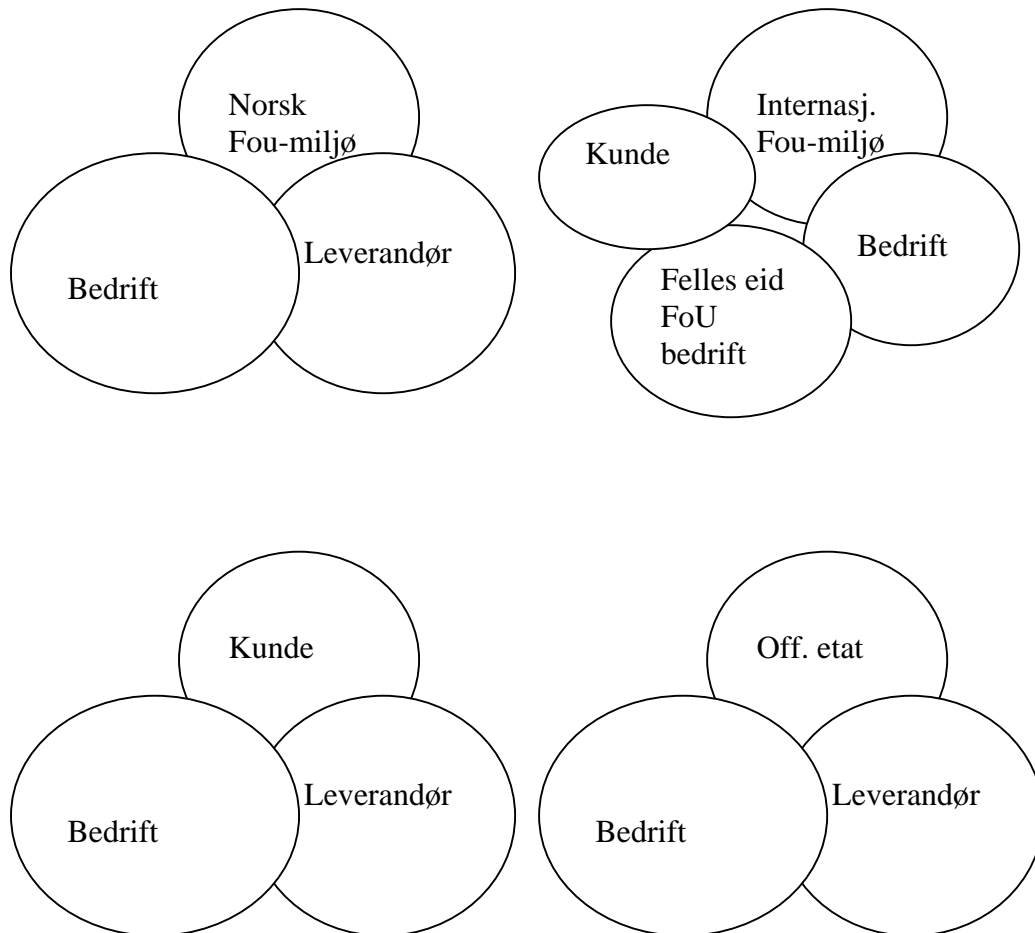 Norsk
Fou-miljø
Leverandør
Bedrift
Internasj.
Fou-miljø
Kunde
Bedrift
Felles eid
FoU
bedrift
Kunde
Leverandør
Bedrift
Off. etat
Leverandør
Bedrift